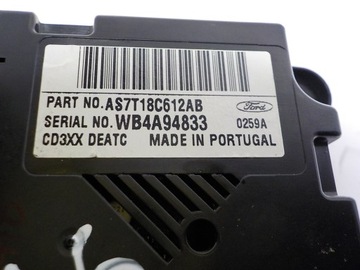 PART NO.AS7T18C612AB
Ford
SERIAL NO.WB4A94833
0259A
CD3XX DEATC MADE IN PORTUGAL